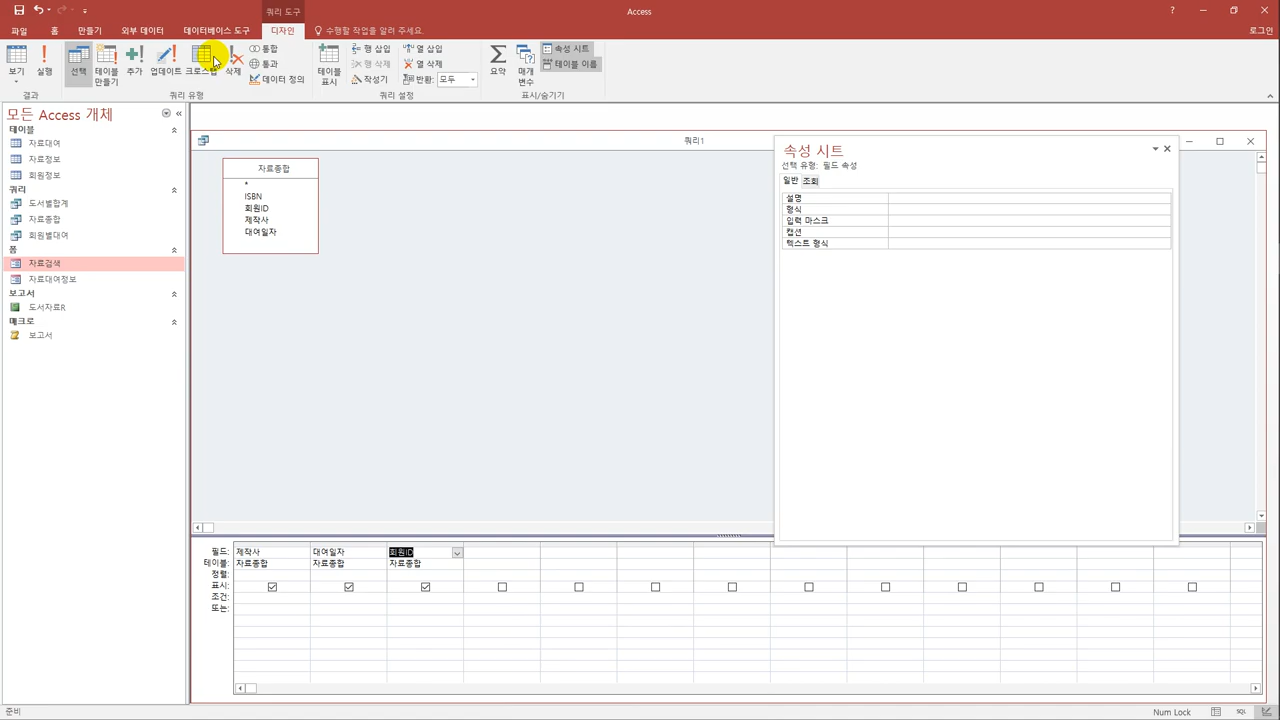 쿼리 도구
Access
파일 홈 만들기 외부 데이터 데이터베이스 도구 디자인 수행할 작업을 알려 주세요.
로그인
보기
실행
결과
선택
테이블
만들기
추가
업데이트
크로스탭
삭제
통합
통과
데이터 정의
쿼리 유형
테이블
표시
행 삽입
행 삭제
작성기
열 삽입
열 삭제
반환: 모두
쿼리 설정
요약
매개
변수
속성 시트
테이블 이름
표시/숨기기
모든 Access 개체
테이블
자료대여
자료정보
회원정보
쿼리
도서별합계
자료종합
회원별대여
폼
자료검색
자료대여정보
보고서
도서자료R
매크로
보고서
쿼리1
자료종합
*
ISBN
회원ID
제작사
대여일자
속성 시트
선택 유형: 필드 속성
일반 조회
설명
형식
입력 마스크
캡션
텍스트 형식
필드: 제작사 대여일자 회원ID
테이블: 자료종합 자료종합 자료종합
정렬:
표시:
조건:
또는:
준비
Num Lock
SQL